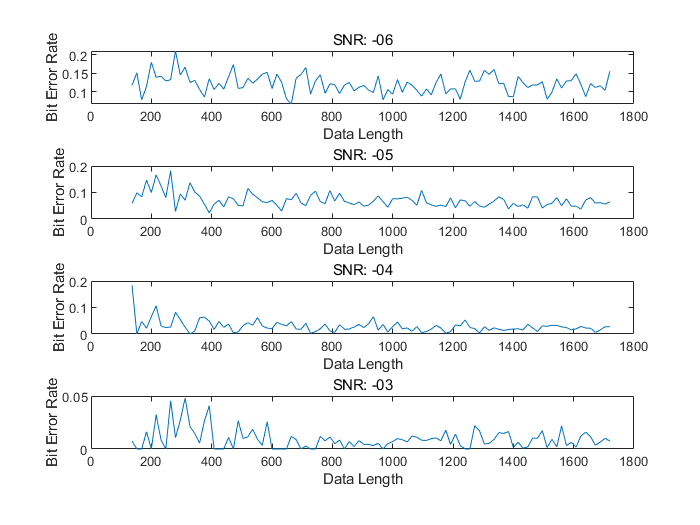 SNR: -06
Bit Error Rate
0.2
0.15
0.1
0 200 400 600 800 1000 1200 1400 1600 1800
Data Length
SNR: -05
Bit Error Rate
0.2
0.1
0
0 200 400 600 800 1000 1200 1400 1600 1800
Data Length
SNR: -04
Bit Error Rate
0.2
0.1
0
0 200 400 600 800 1000 1200 1400 1600 1800
Data Length
SNR: -03
Bit Error Rate
0.05
0
0 200 400 600 800 1000 1200 1400 1600 1800
Data Length